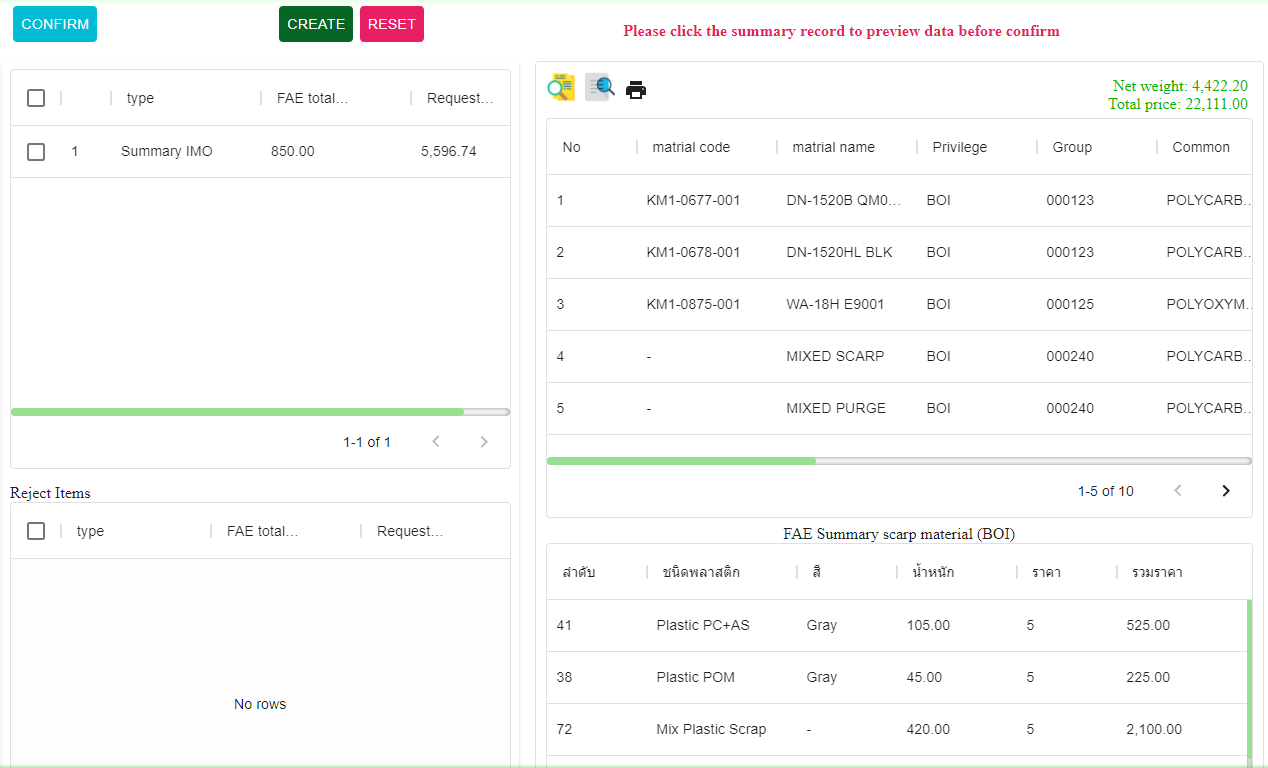 CONFIRM CREATE RESET
Please click the summary record to preview data before confirm
type FAE total... Request...
1 Summary IMO 850.00 5,596.74
1-1 of 1
Reject Items
type FAE total... Request...
No rows
Net weight: 4,422.20
Total price: 22,111.00
No matrial code matrial name Privilege Group Common
1 KM1-0677-001 DN-1520B QM0... BOI 000123 POLYCARB...
2 KM1-0678-001 DN-1520HL BLK BOI 000123 POLYCARB...
3 KM1-0875-001 WA-18H E9001 BOI 000125 POLYOXYM...
4 - MIXED SCARP BOI 000240 POLYCARB...
5 - MIXED PURGE BOI 000240 POLYCARB...
1-5 of 10
FAE Summary scarp material (BOI)
ลำดับ ชนิดพลาสติก สี น้ำหนัก ราคา รวมราคา
41 Plastic PC+AS Gray 105.00 5 525.00
38 Plastic POM Gray 45.00 5 225.00
72 Mix Plastic Scrap - 420.00 5 2,100.00